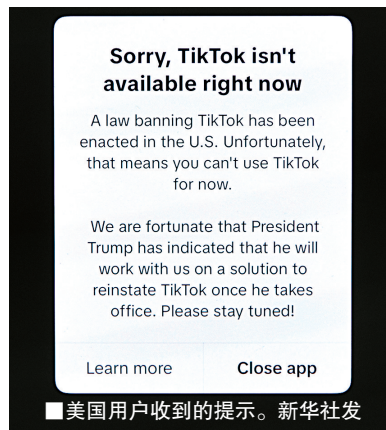 Sorry, TikTok isn't
available right now
A law banning TikTok has been
enacted in the U.S. Unfortunately,
that means you can't use TikTok
for now.
We are fortunate that President
Trump has indicated that he will
work with us on a solution to
reinstate TikTok once he takes
office. Please stay tuned!
Learn more Close app
■美国用户收到的提示。新华社发